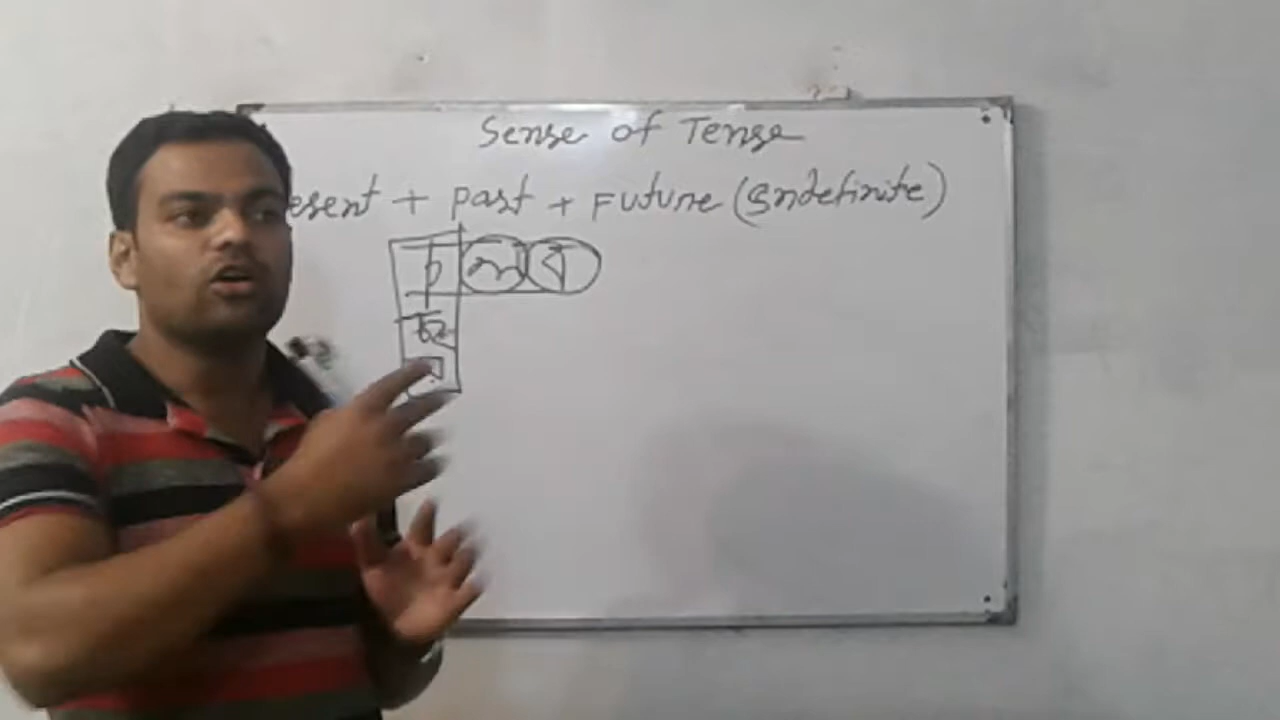 Sense of Tense
esent + Past + Future (Indefinite)